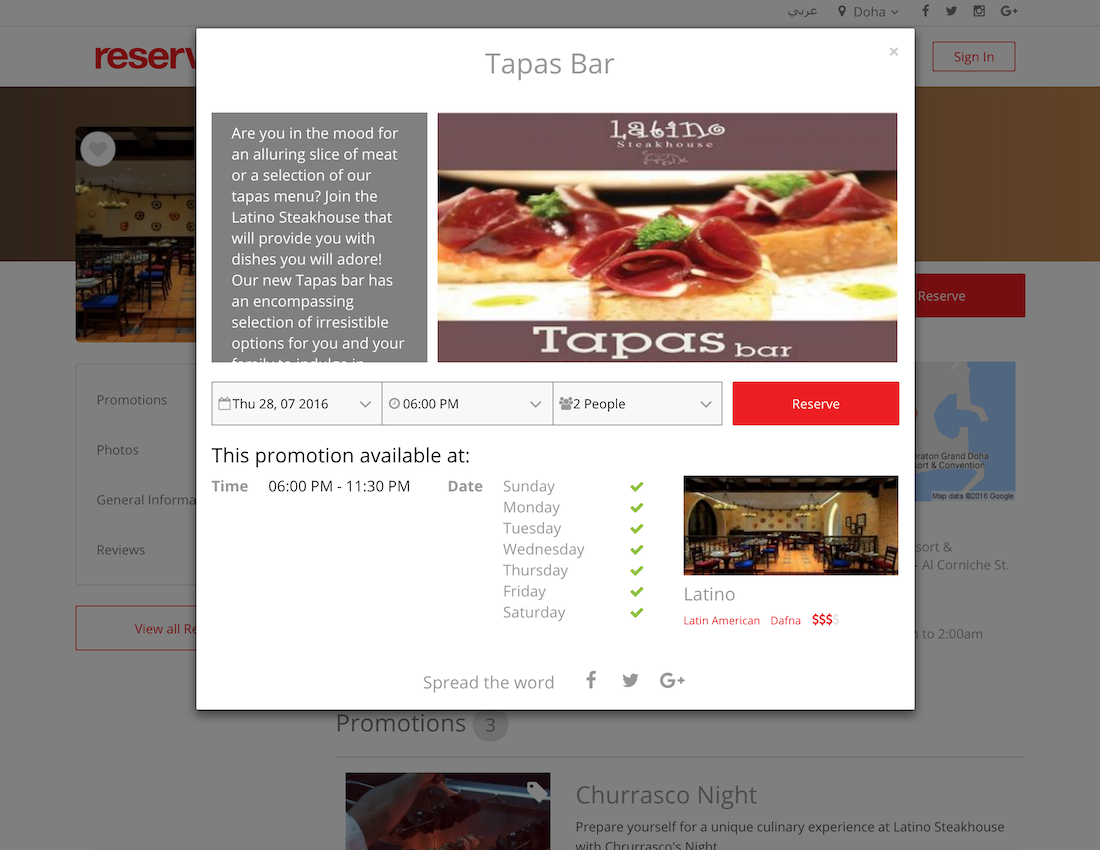 عربي
Doha
G+
reserv
Sign In
Tapas Bar
×
Are you in the mood for
an alluring slice of meat
or a selection of our
tapas menu? Join the
Latino Steakhouse that
will provide you with
dishes you will adore!
Our new Tapas bar has
an encompassing
selection of irresistible
options for you and your
family to indulge in
Latino
Steakhouse
Tapas bar
Reserve
Thu 28, 07 2016
06:00 PM
2 People
Reserve
Promotions
Photos
General Informa
Reviews
View all Re
This promotion available at:
Time 06:00 PM - 11:30 PM
Date
Sunday
Monday
Tuesday
Wednesday
Thursday
Friday
Saturday
Latino
Latin American Dafna $$$$
eraton Grand Doha
ort & Convention
Map data ©2016 Google
sort &
- Al Corniche St.
to 2:00am
Spread the word
G+
Promotions 3
Churrasco Night
Prepare yourself for a unique culinary experience at Latino Steakhouse
with Chrurrasco's Night